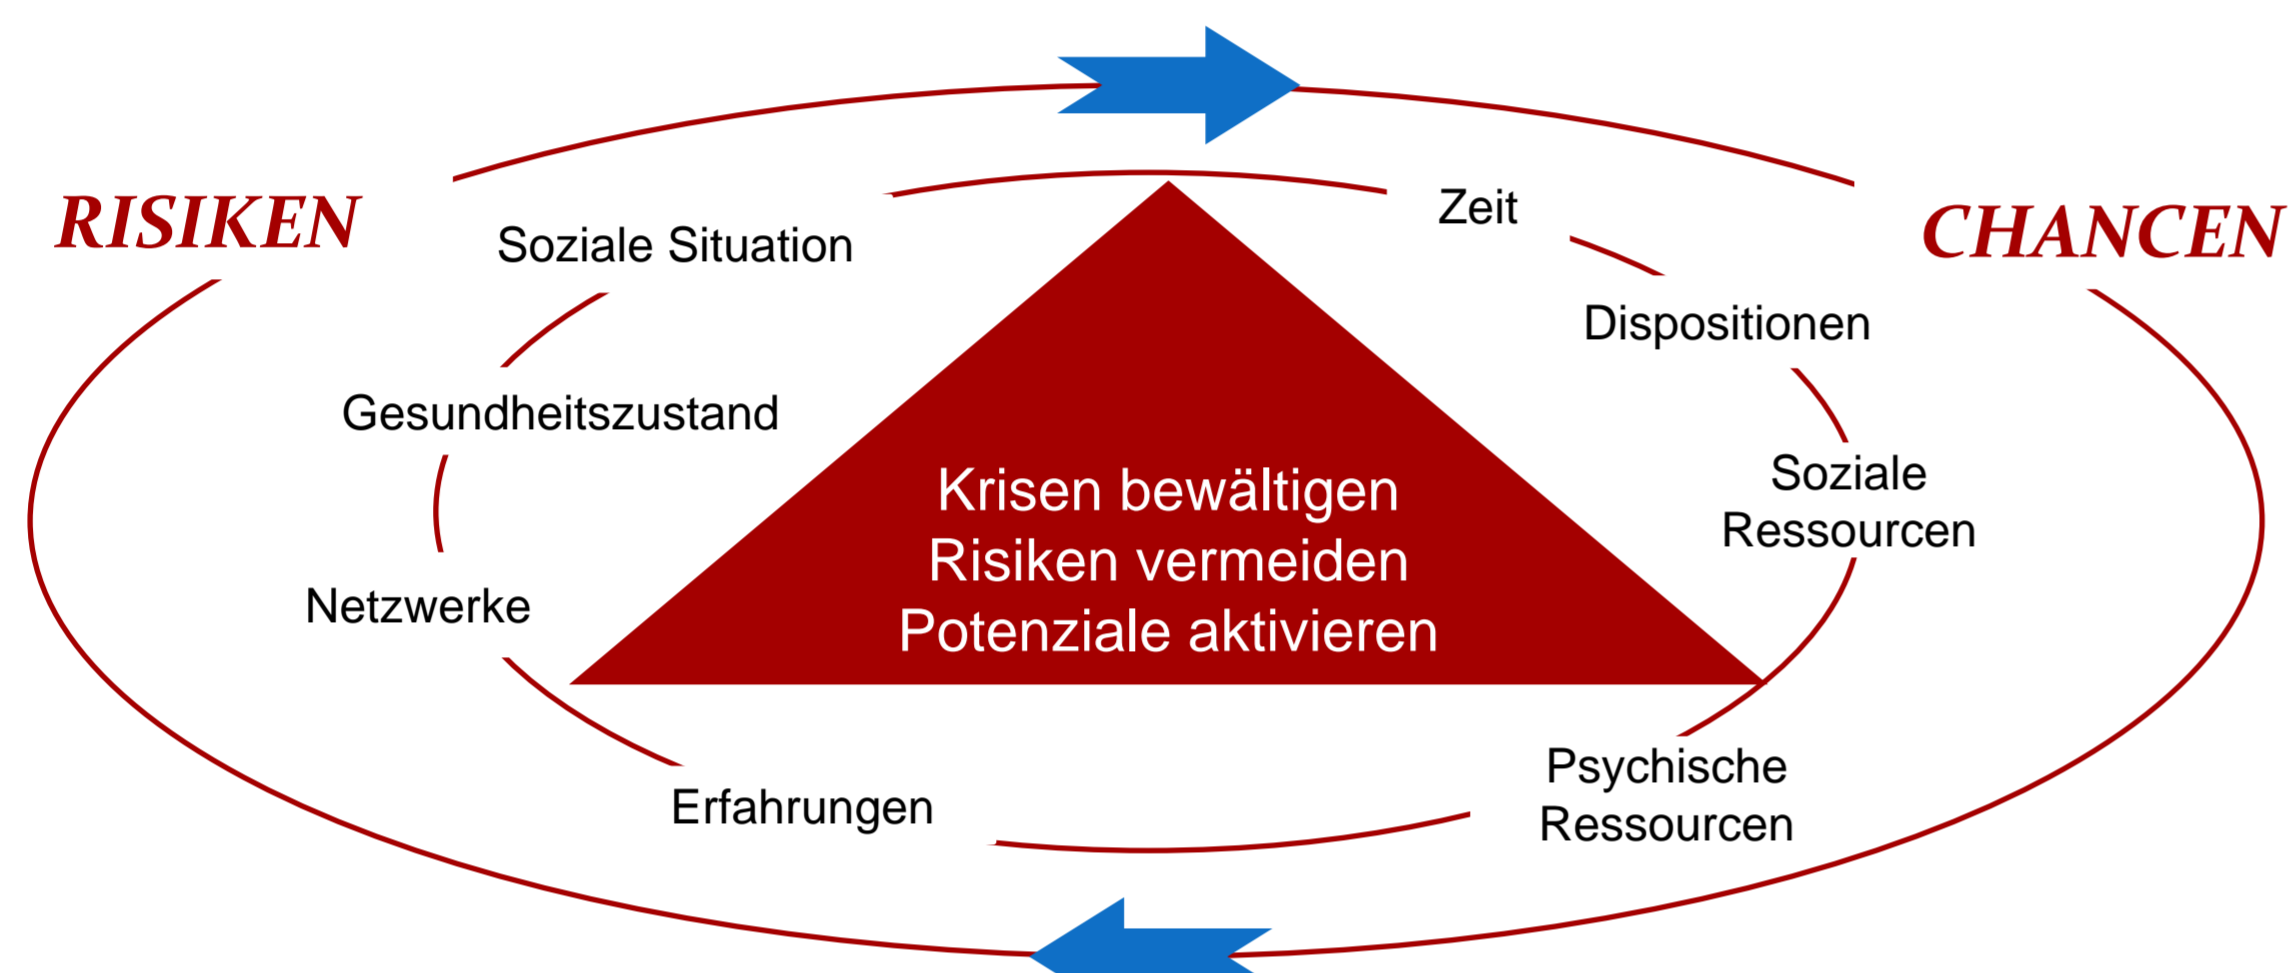 RISIKEN
CHANCEN
Soziale Situation
Zeit
Dispositionen
Gesundheitszustand
Soziale
Ressourcen
Krisen bewältigen
Risiken vermeiden
Potenziale aktivieren
Netzwerke
Erfahrungen
Psychische
Ressourcen